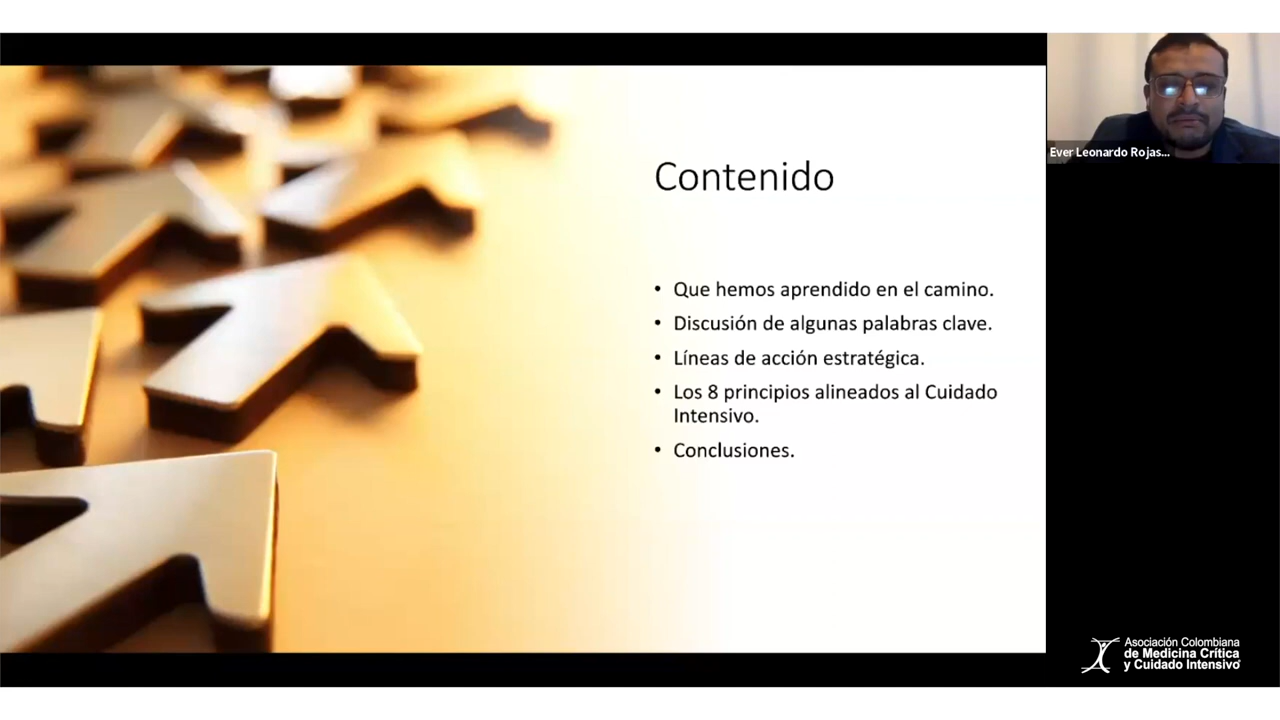 Contenido
• Que hemos aprendido en el camino.
• Discusión de algunas palabras clave.
• Líneas de acción estratégica.
• Los 8 principios alineados al Cuidado
Intensivo.
• Conclusiones.
Ever Leonardo Rojas...
Asociación Colombiana
de Medicina Crítica
y Cuidado Intensivo